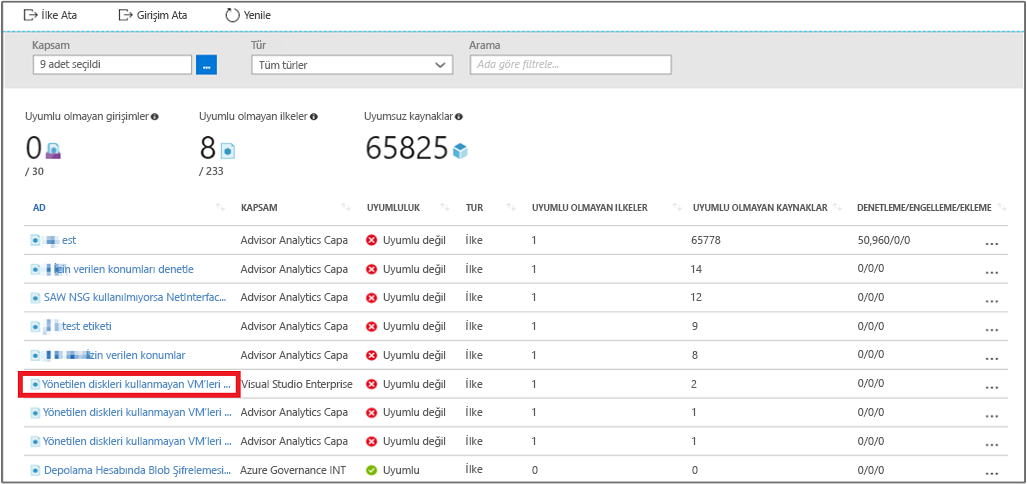 İlke Ata Girişim Ata Yenile
Kapsam Tür Arama
9 adet seçildi ... Tüm türler Ada göre filtrele...
Uyumlu olmayan girişimler Uyumlu olmayan ilkeler Uyumsuz kaynaklar
0 8 65825
/ 30 / 233
AD KAPSAM UYUMLULUK TUR UYUMLU OLMAYAN ILKELER UYUMLU OLMAYAN KAYNAKLAR DENETLEME/ENGELLEME/EKLEME
est Advisor Analytics Capa Uyumlu değil İlke 1 65778 50,960/0/0 ...
İzin verilen konumları denetle Advisor Analytics Capa Uyumlu değil İlke 1 14 0/0/0 ...
SAW NSG kullanılmıyorsa NetInterfac... Advisor Analytics Capa Uyumlu değil İlke 1 12 0/0/0 ...
test etiketi Advisor Analytics Capa Uyumlu değil İlke 1 9 0/0/0 ...
İzin verilen konumlar Advisor Analytics Capa Uyumlu değil İlke 1 8 0/0/0 ...
Yönetilen diskleri kullanmayan VM'leri ... Visual Studio Enterprise Uyumlu değil İlke 1 2 0/0/0 ...
Yönetilen diskleri kullanmayan VM'leri ... Advisor Analytics Capa Uyumlu değil İlke 1 1 0/0/0 ...
Yönetilen diskleri kullanmayan VM'leri ... Advisor Analytics Capa Uyumlu değil İlke 1 1 0/0/0 ...
Depolama Hesabında Blob Şifrelemesi... Azure Governance INT Uyumlu İlke 0 0 0/0/0 ...